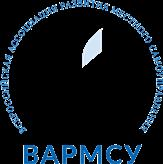 ВСЕРОССИЙСКАЯ АССОЦИАЦИЯ РАЗВИТИЯ МЕСТНОГО САМОУПРАВЛЕНИЯ
ВАРМСУ